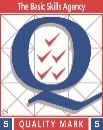 The Basic Skills Agency
Q
5 QUALITY MARK 5